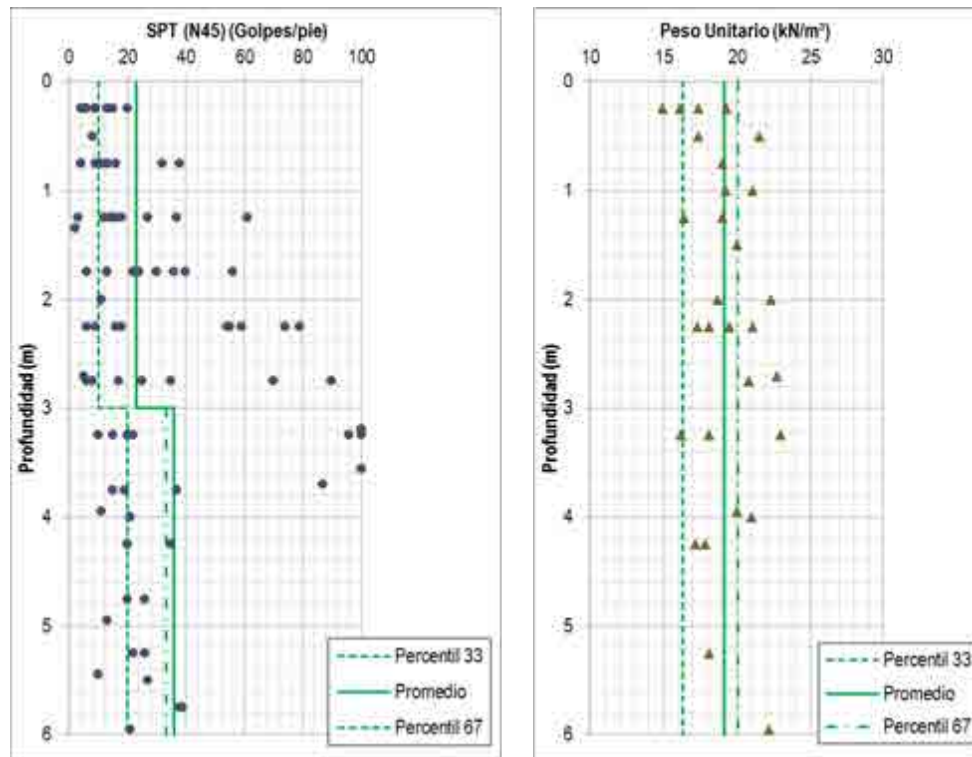 SPT (N45) (Golpes/pie)
0 20 40 60 80 100
0
1
2
3
4
5
6
Profundidad (m)
Percentil 33
Promedio
Percentil 67
Peso Unitario (kN/m³)
10 15 20 25 30
0
1
2
3
4
5
6
Profundidad (m)
Percentil 33
Promedio
Percentil 67